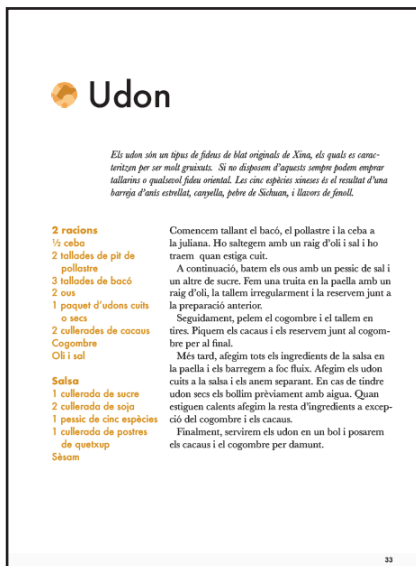 Udon
Els udon són un tipus de fideus de blat originals de Xina, els quals es carac-
teritzen per ser molt gruixuts. Si no disposem d'aquests sempre podem emprar
tallarins o qualsevol fideu oriental. Les cinc espècies xineses és el resultat d'una
barreja d'anís estrellat, canyella, pebre de Sichuan, i llavors de fenoll.
2 racions
½ ceba
2 tallades de pit de
pollastre
3 tallades de bacó
2 ous
1 paquet d'udons cuits
o secs
2 cullerades de cacaus
Cogombre
Oli i sal
Salsa
1 cullerada de sucre
2 cullerada de soja
1 pessic de cinc espècies
1 cullerada de postres
de quetxup
Sèsam
Comencem tallant el bacó, el pollastre i la ceba a
la juliana. Ho saltegem amb un raig d'oli i sal i ho
traem quan estiga cuit.
A continuació, batem els ous amb un pessic de sal i
un altre de sucre. Fem una truita en la paella amb un
raig d'oli, la tallem irregularment i la reservem junt a
la preparació anterior.
Seguidament, pelem el cogombre i el tallem en
tires. Piquem els cacaus i els reservem junt al cogom-
bre per al final.
Més tard, afegim tots els ingredients de la salsa en
la paella i els barregem a foc fluix. Afegim els udon
cuits a la salsa i els anem separant. En cas de tindre
udon secs els bollim prèviament amb aigua. Quan
estiguen calents afegim la resta d'ingredients a excep-
ció del cogombre i els cacaus.
Finalment, servirem els udon en un bol i posarem
els cacaus i el cogombre per damunt.
33